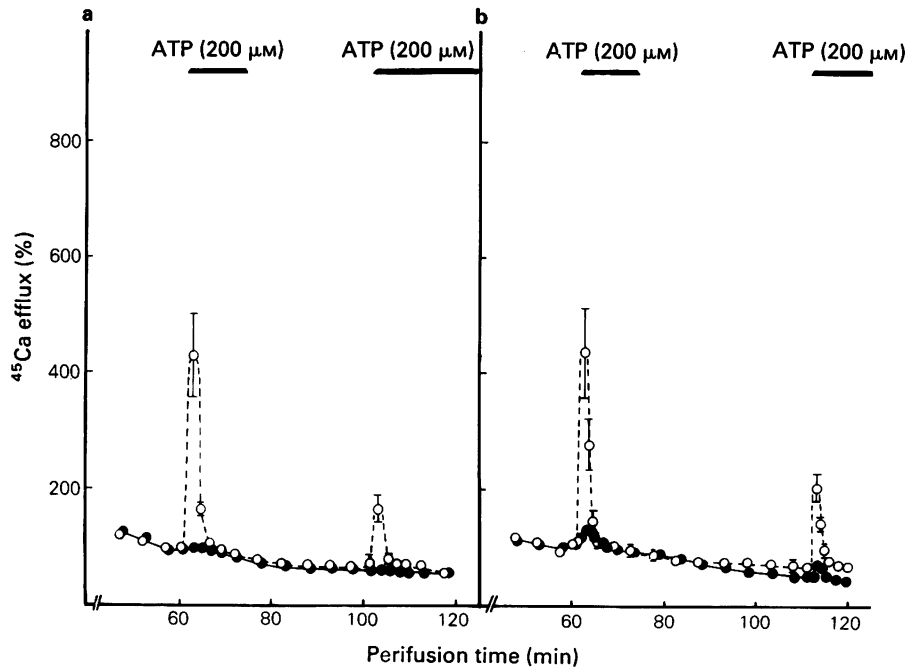 a
b
ATP (200 μM)
ATP (200 μM)
ATP (200 μM)
ATP (200 μM)
800
600
400
200
⁴⁵Ca efflux (%)
60
80
100
120
60
80
100
120
Perifusion time (min)